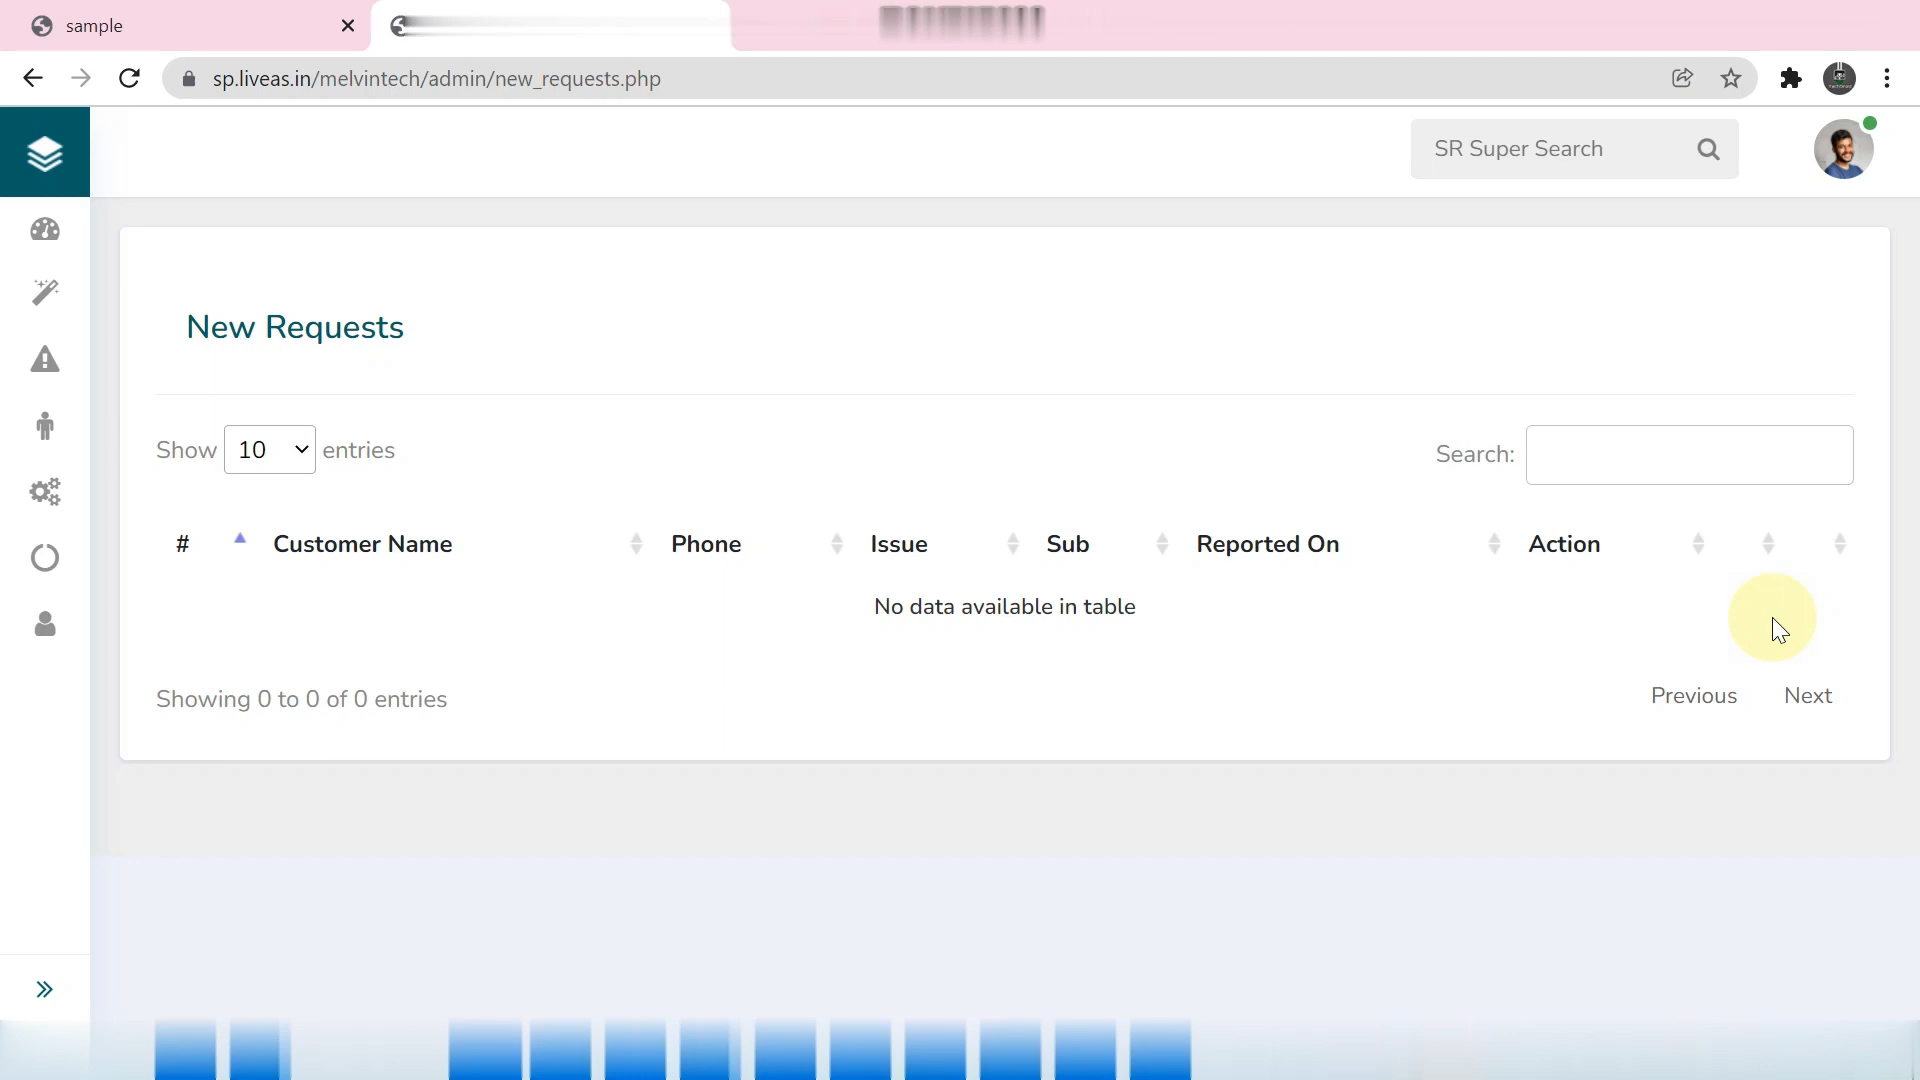 sample
sp.liveas.in/melvintech/admin/new_requests.php
SR Super Search
New Requests
Show 10 entries
Search:
# Customer Name Phone Issue Sub Reported On Action
No data available in table
Showing 0 to 0 of 0 entries
Previous Next